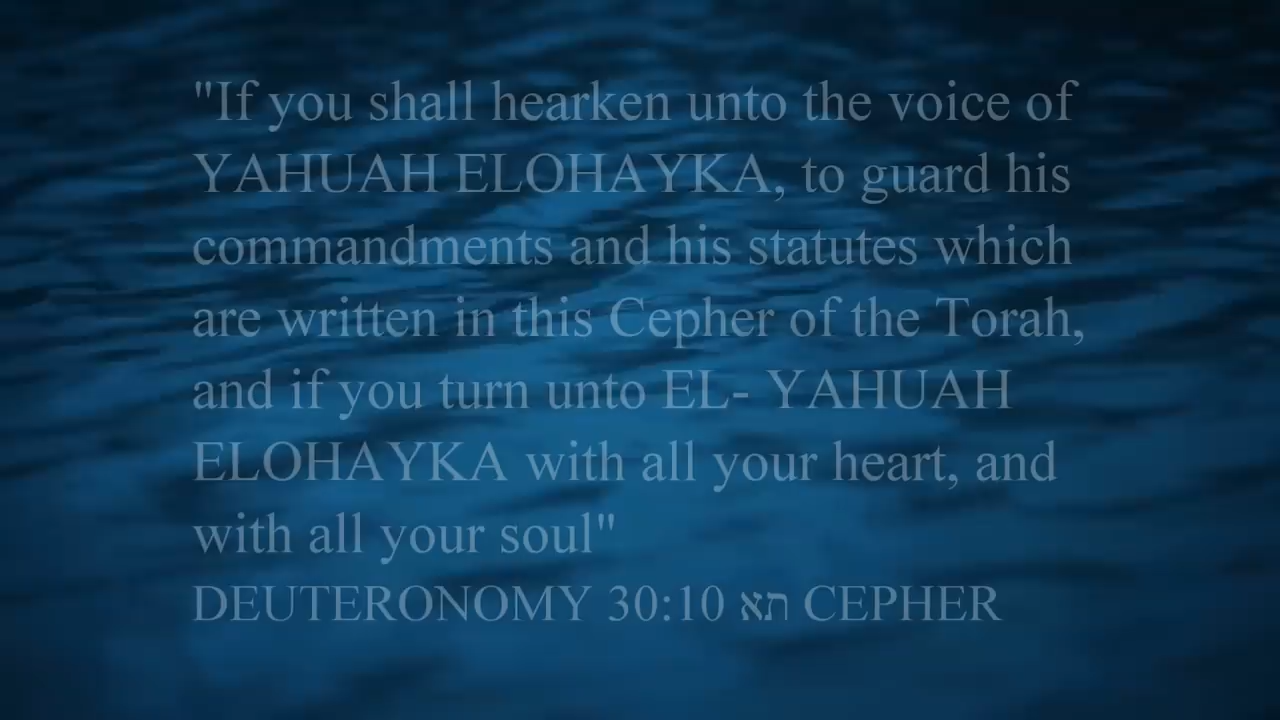 "If you shall hearken unto the voice of
YAHUAH ELOHAYKA, to guard his
commandments and his statutes which
are written in this Cepher of the Torah,
and if you turn unto EL- YAHUAH
ELOHAYKA with all your heart, and
with all your soul"
DEUTERONOMY 30:10 את CEPHER